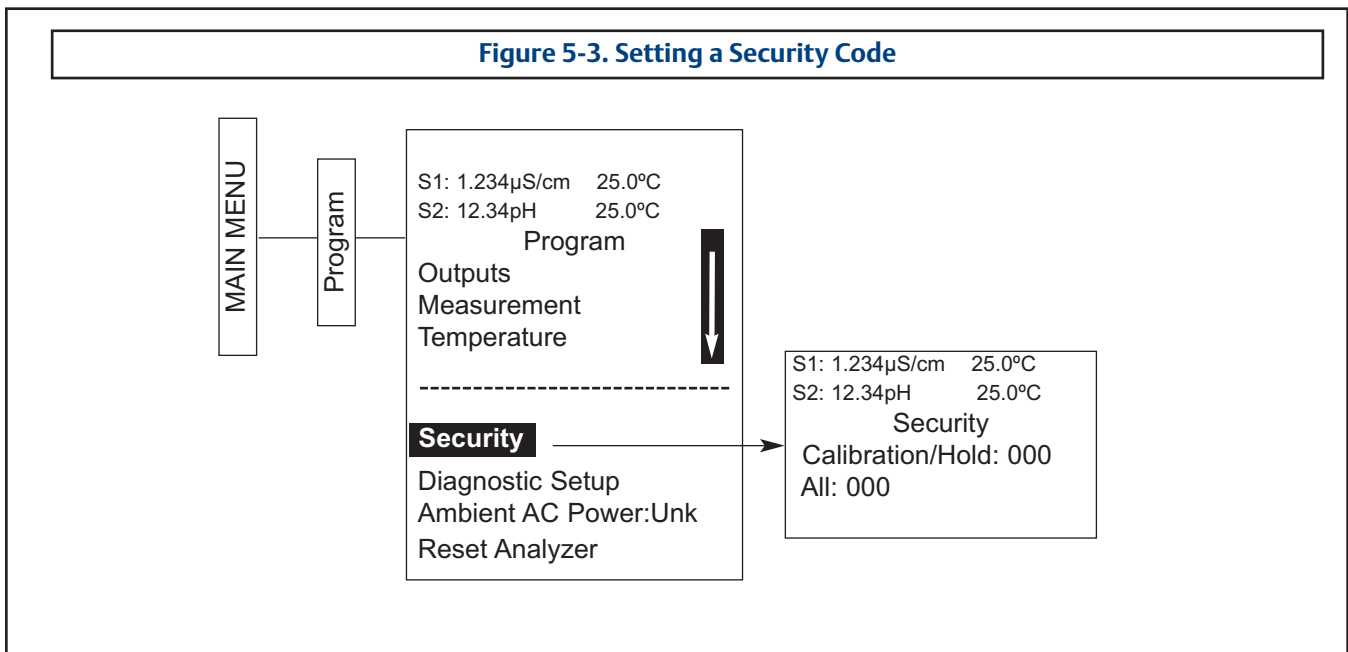 Figure 5-3. Setting a Security Code
MAIN MENU
Program
S1: 1.234µS/cm 25.0ºC
S2: 12.34pH 25.0ºC
Program
Outputs
Measurement
Temperature
--------------------------------
Security
Diagnostic Setup
Ambient AC Power:Unk
Reset Analyzer
S1: 1.234µS/cm 25.0ºC
S2: 12.34pH 25.0ºC
Security
Calibration/Hold: 000
All: 000